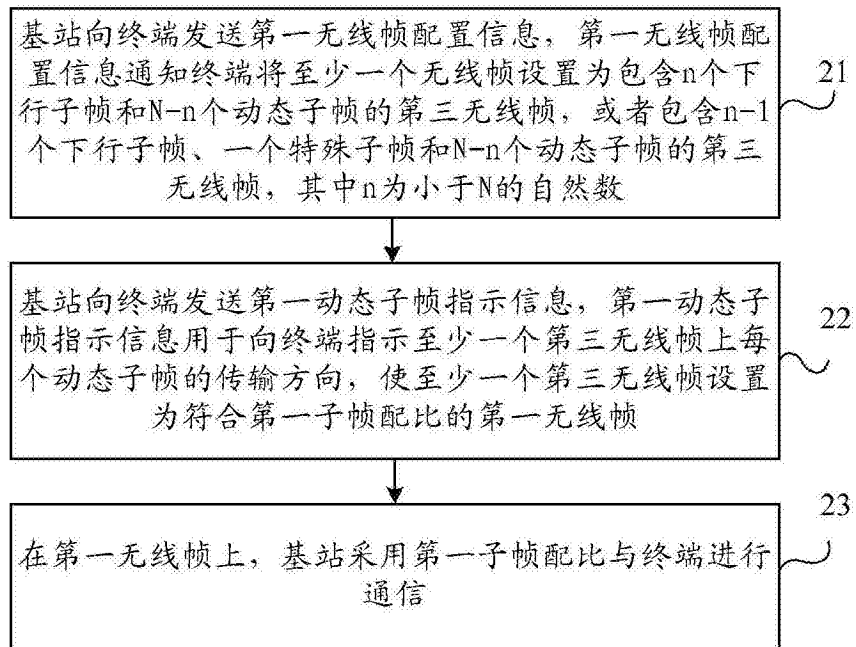 基站向终端发送第一无线帧配置信息，第一无线帧配
置信息通知终端将至少一个无线帧设置为包含n个下
行子帧和N-n个动态子帧的第三无线帧，或者包含n-1
个下行子帧、一个特殊子帧和N-n个动态子帧的第三
无线帧，其中n为小于N的自然数
21
基站向终端发送第一动态子帧指示信息，第一动态子
帧指示信息用于向终端指示至少一个第三无线帧上每
个动态子帧的传输方向，使至少一个第三无线帧设置
为符合第一子帧配比的第一无线帧
22
在第一无线帧上，基站采用第一子帧配比与终端进行
通信
23